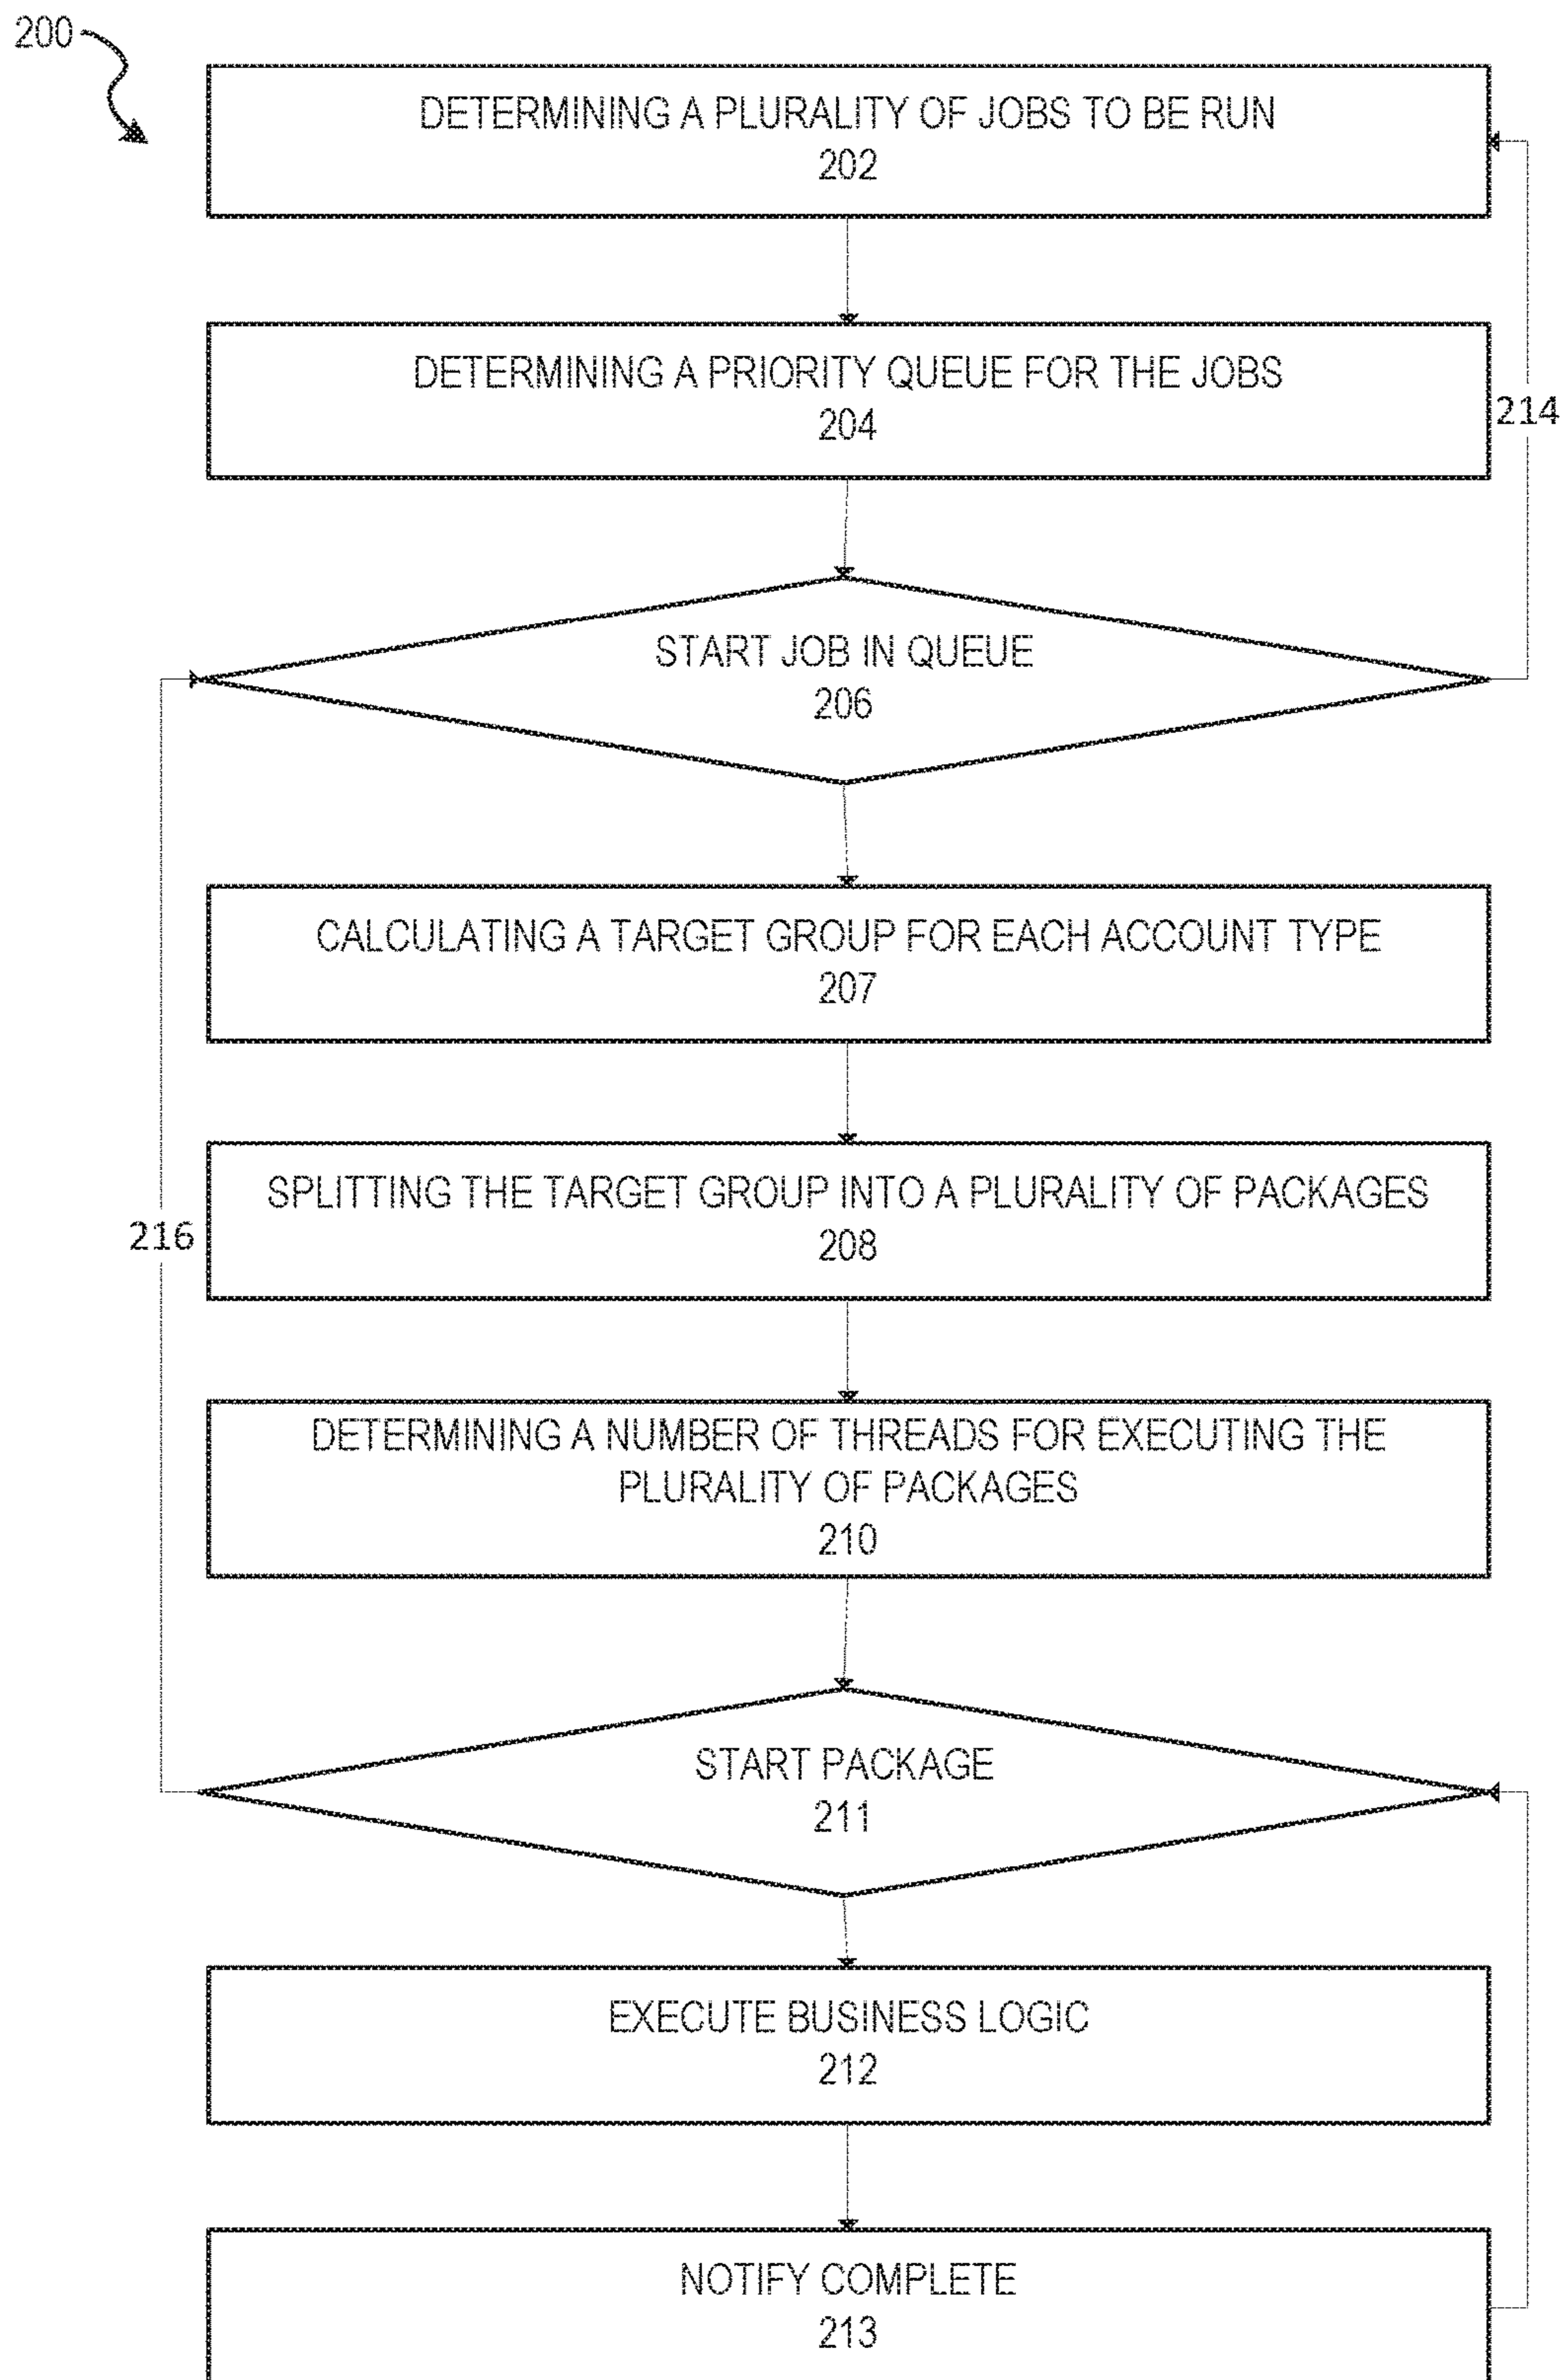 200
DETERMINING A PLURALITY OF JOBS TO BE RUN
202
DETERMINING A PRIORITY QUEUE FOR THE JOBS
204
214
START JOB IN QUEUE
206
CALCULATING A TARGET GROUP FOR EACH ACCOUNT TYPE
207
SPLITTING THE TARGET GROUP INTO A PLURALITY OF PACKAGES
216
208
DETERMINING A NUMBER OF THREADS FOR EXECUTING THE
PLURALITY OF PACKAGES
210
START PACKAGE
211
EXECUTE BUSINESS LOGIC
212
NOTIFY COMPLETE
213